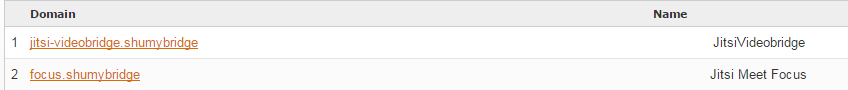 Domain Name
1 jitsi-videobridge.shumybridge JitsiVideobridge
2 focus.shumybridge Jitsi Meet Focus